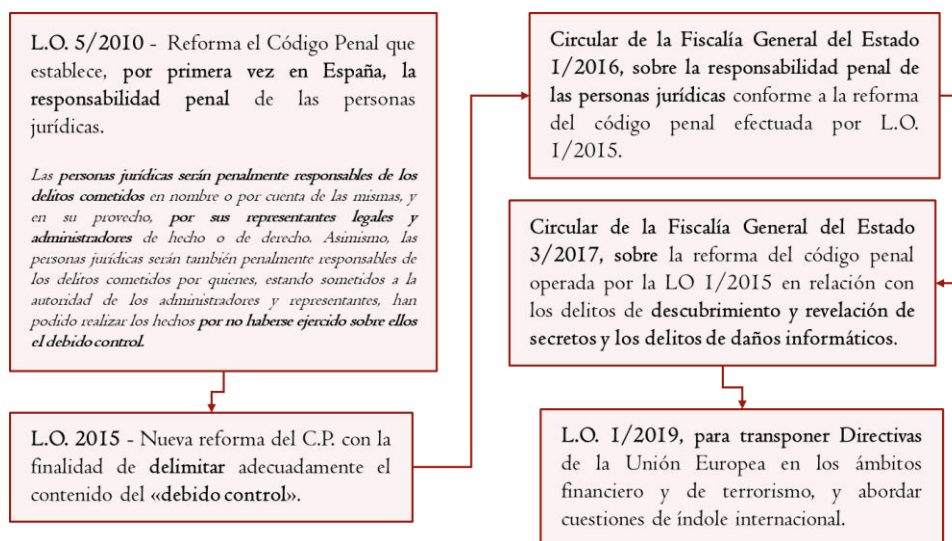 L.O. 5/2010 - Reforma el Código Penal que
establece, por primera vez en España, la
responsabilidad penal de las personas
jurídicas.
Las personas jurídicas serán penalmente responsables de los
delitos cometidos en nombre o por cuenta de las mismas, y
en su provecho, por sus representantes legales y
administradores de hecho o de derecho. Asimismo, las
personas jurídicas serán también penalmente responsables de
los delitos cometidos por quienes, estando sometidos a la
autoridad de los administradores y representantes, han
podido realizar los hechos por no haberse ejercido sobre ellos
el debido control.
L.O. 2015 - Nueva reforma del C.P. con la
finalidad de delimitar adecuadamente el
contenido del «debido control».
Circular de la Fiscalía General del Estado
1/2016, sobre la responsabilidad penal de
las personas jurídicas conforme a la reforma
del código penal efectuada por L.O.
1/2015.
Circular de la Fiscalía General del Estado
3/2017, sobre la reforma del código penal
operada por la LO 1/2015 en relación con
los delitos de descubrimiento y revelación de
secretos y los delitos de daños informáticos.
L.O. 1/2019, para transponer Directivas
de la Unión Europea en los ámbitos
financiero y de terrorismo, y abordar
cuestiones de índole internacional.